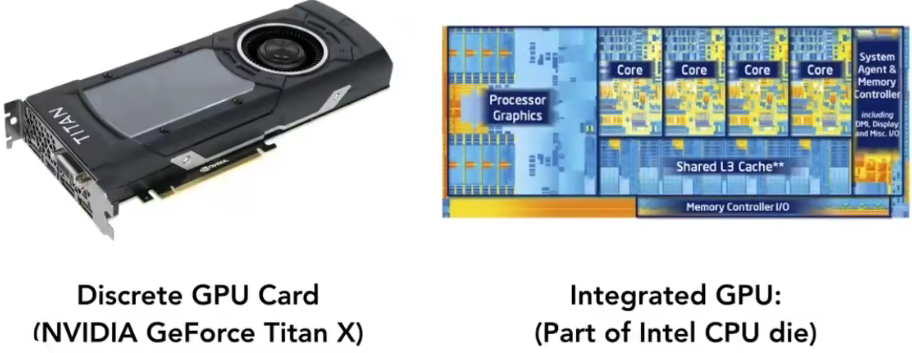 TITAN
NVIDIA
Processor
Graphics
Core
Core
Core
Core
System
Agent &
Memory
Controller
including
DMI, Display
and Misc. I/O
Shared L3 Cache**
Memory Controller I/O
Discrete GPU Card
(NVIDIA GeForce Titan X)
Integrated GPU:
(Part of Intel CPU die)